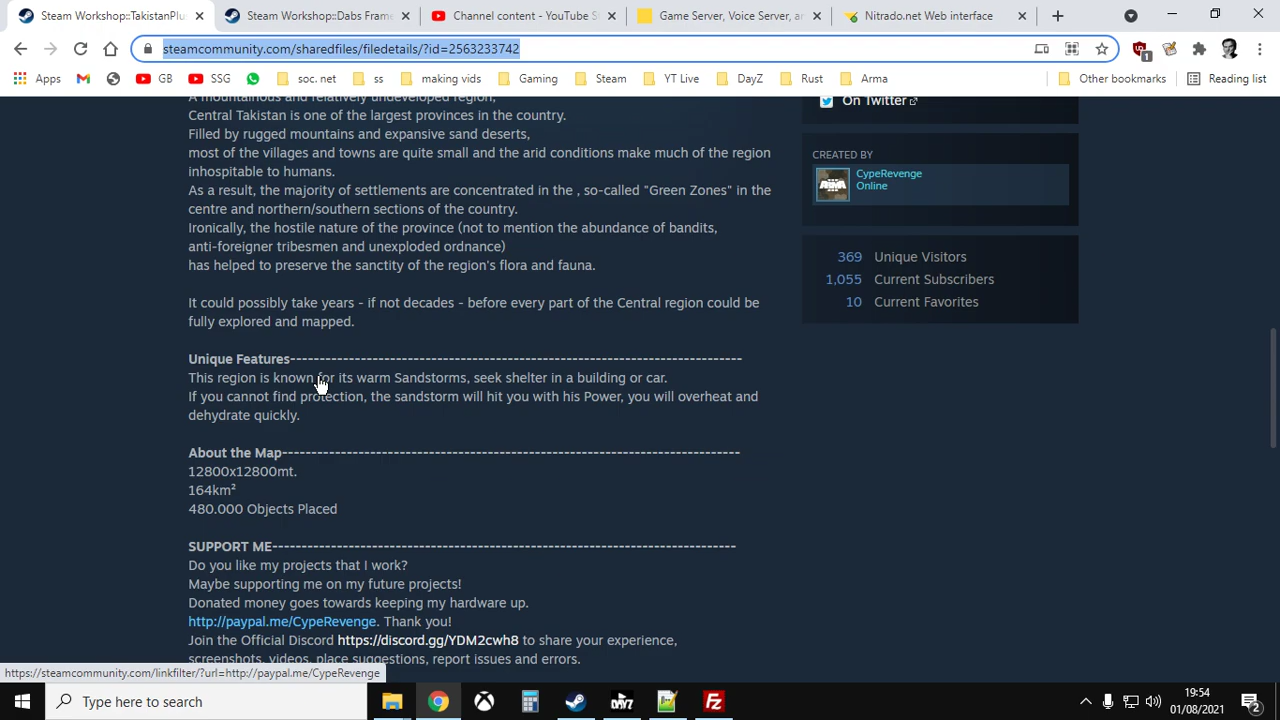 Steam Workshop::TakistanPlu
Steam Workshop::Dabs Frame
Channel content - YouTube S
Game Server, Voice Server, an
Nitrado.net Web interface
steamcommunity.com/sharedfiles/filedetails/?id=2563233742
1
Apps
GB
SSG
soc. net
ss
making vids
Gaming
Steam
YT Live
DayZ
Rust
Arma
Other bookmarks
Reading list
A mountainous and relatively undeveloped region,
Central Takistan is one of the largest provinces in the country.
Filled by rugged mountains and expansive sand deserts,
most of the villages and towns are quite small and the arid conditions make much of the region
inhospitable to humans.
As a result, the majority of settlements are concentrated in the , so-called "Green Zones" in the
centre and northern/southern sections of the country.
Ironically, the hostile nature of the province (not to mention the abundance of bandits,
anti-foreigner tribesmen and unexploded ordnance)
has helped to preserve the sanctity of the region's flora and fauna.
It could possibly take years - if not decades - before every part of the Central region could be
fully explored and mapped.
Unique Features-------------------------------------------------------------------------------
This region is known for its warm Sandstorms, seek shelter in a building or car.
If you cannot find protection, the sandstorm will hit you with his Power, you will overheat and
dehydrate quickly.
About the Map--------------------------------------------------------------------------------
12800x12800mt.
164km²
480.000 Objects Placed
SUPPORT ME---------------------------------------------------------------------------------
Do you like my projects that I work?
Maybe supporting me on my future projects!
Donated money goes towards keeping my hardware up.
http://paypal.me/CypeRevenge. Thank you!
Join the Official Discord https://discord.gg/YDM2cwh8 to share your experience,
screenshots, videos, place suggestions, report issues and errors.
On Twitter
CREATED BY
CypeRevenge
Online
369 Unique Visitors
1,055 Current Subscribers
10 Current Favorites
https://steamcommunity.com/linkfilter/?url=http://paypal.me/CypeRevenge
Type here to search
19:54
01/08/2021
2